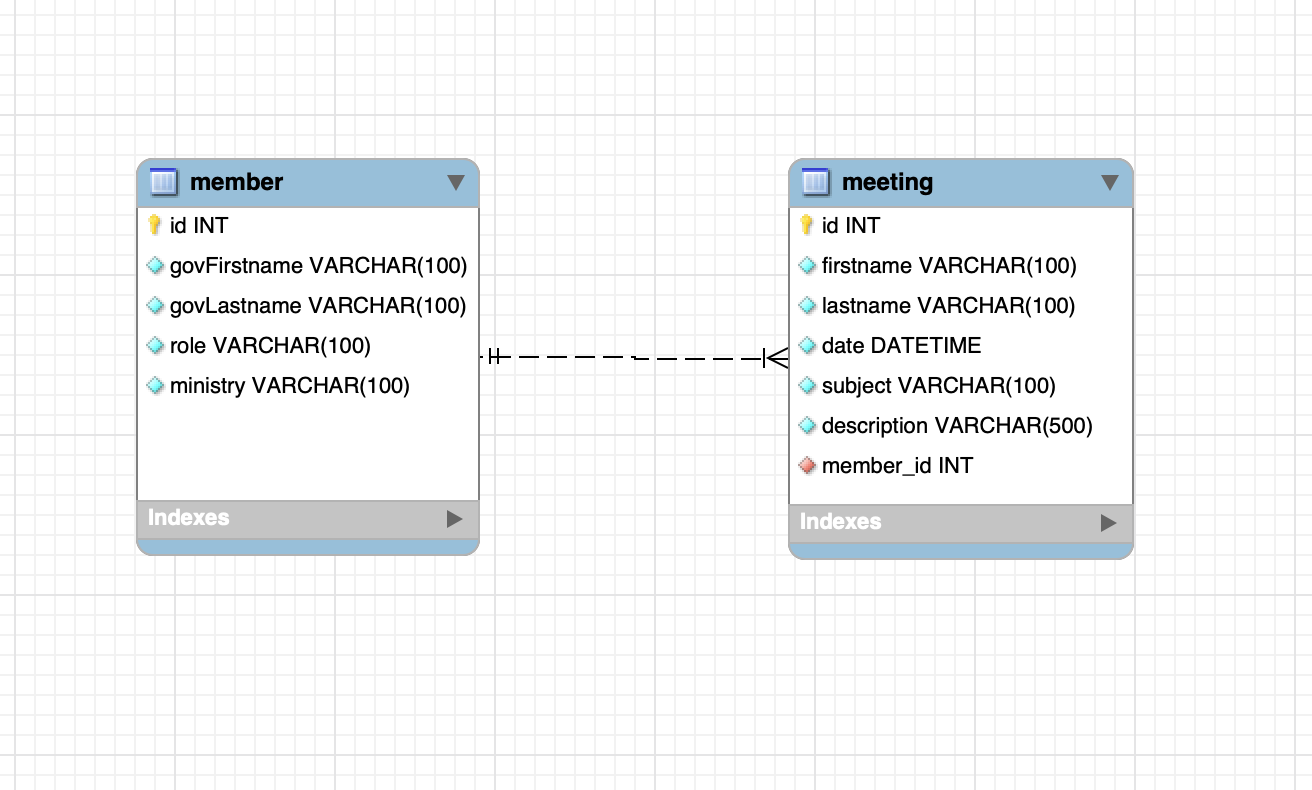 member
id INT
govFirstname VARCHAR(100)
govLastname VARCHAR(100)
role VARCHAR(100)
ministry VARCHAR(100)
Indexes
meeting
id INT
firstname VARCHAR(100)
lastname VARCHAR(100)
date DATETIME
subject VARCHAR(100)
description VARCHAR(500)
member_id INT
Indexes